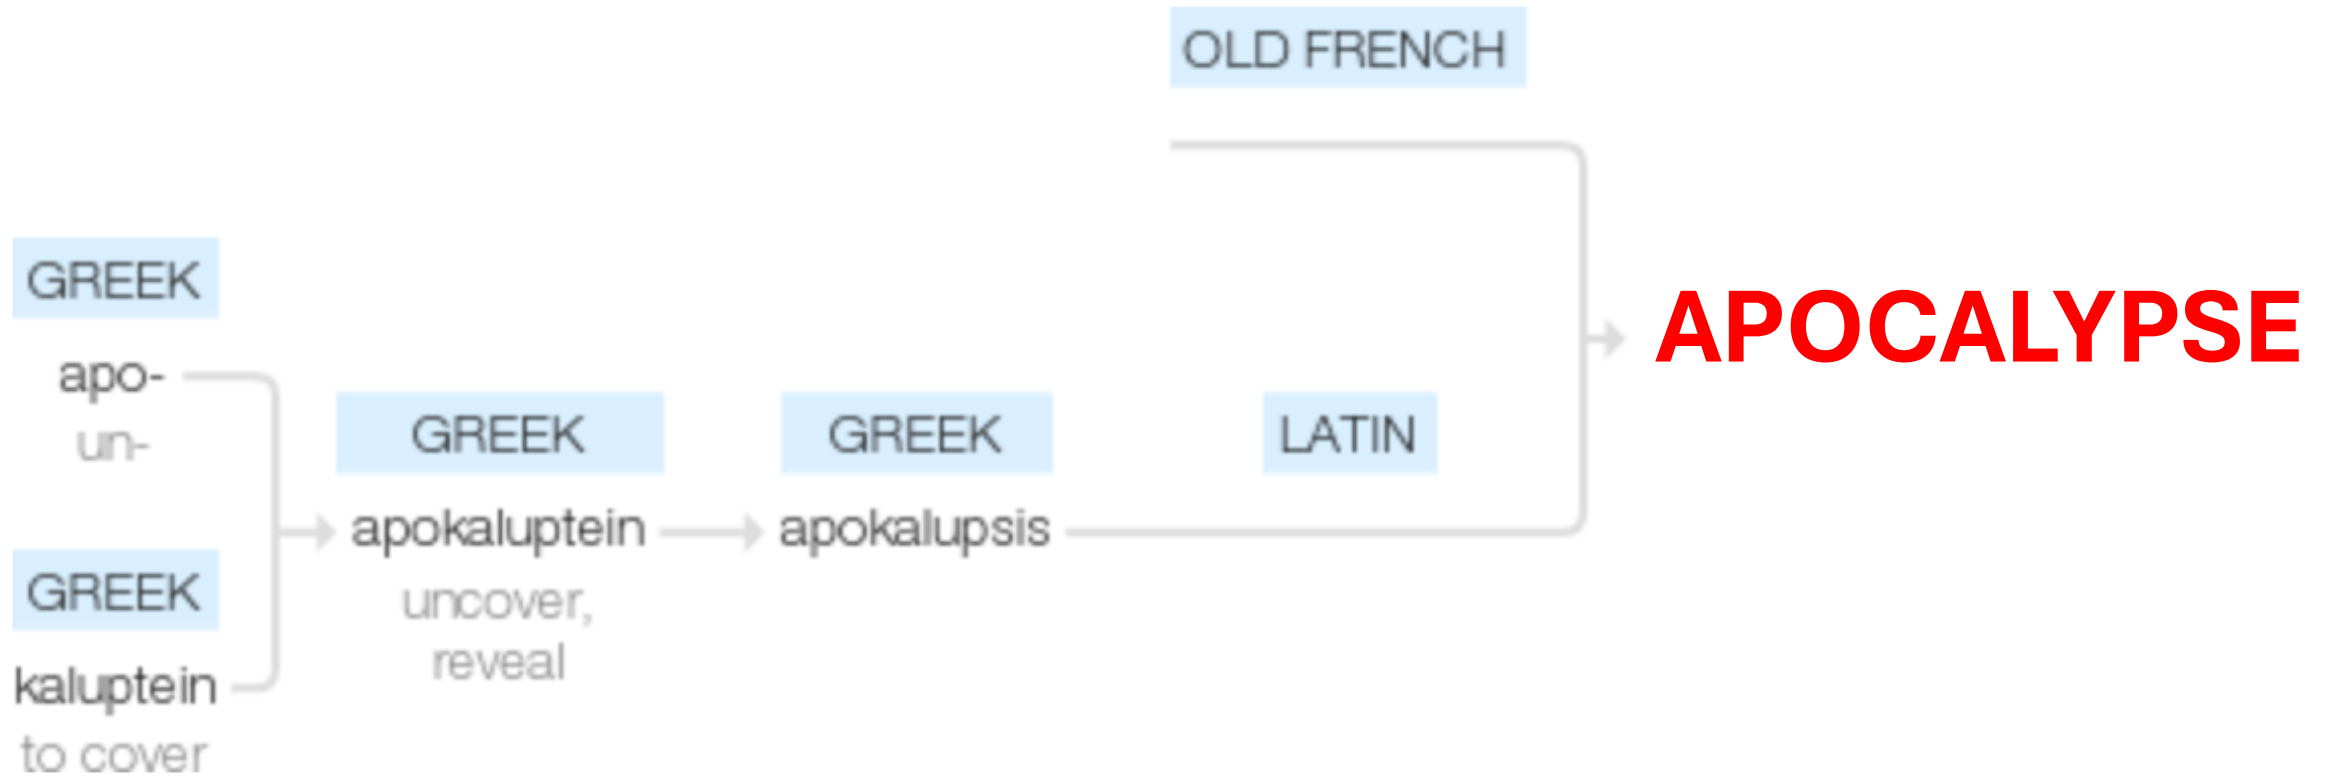 OLD FRENCH
GREEK
apo-
un-
GREEK
kaluptein
to cover
GREEK
apokaluptein
uncover,
reveal
GREEK
apokalupsis
LATIN
APOCALYPSE